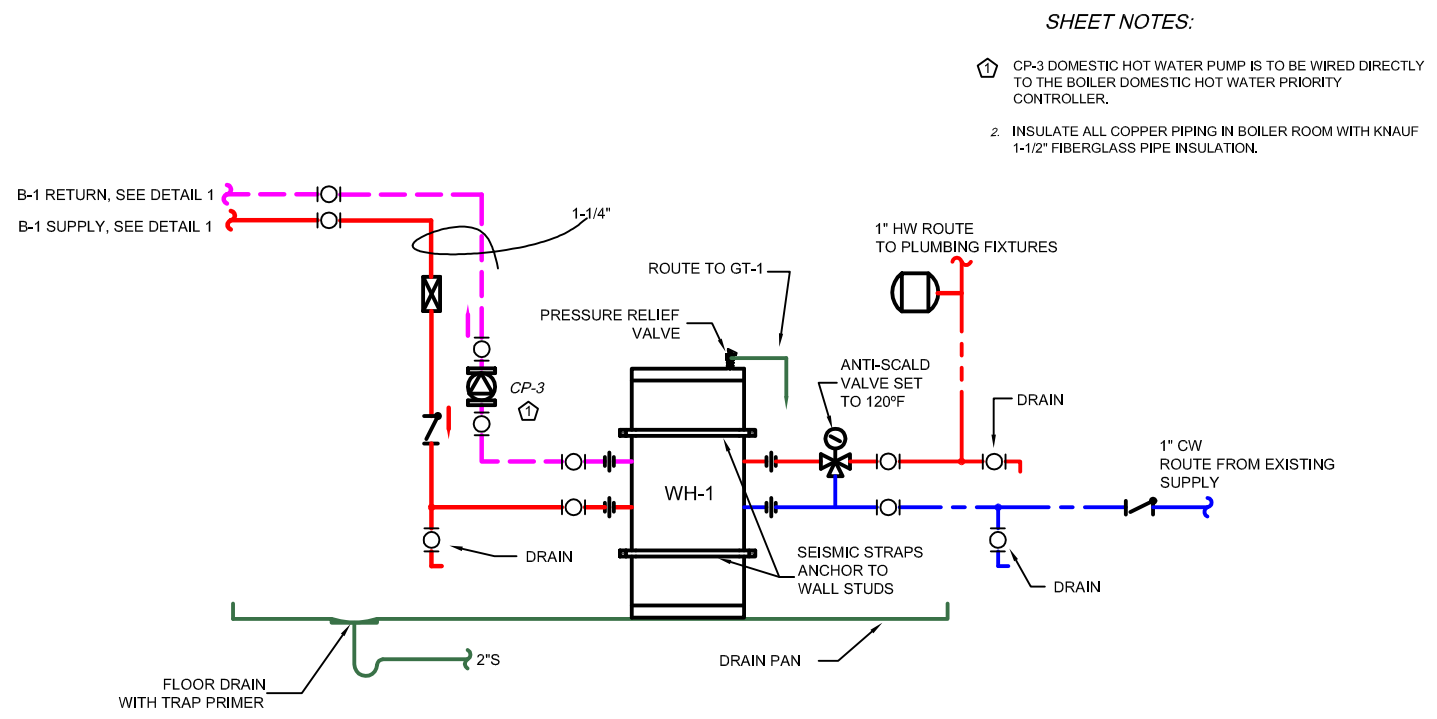 SHEET NOTES:
1 CP-3 DOMESTIC HOT WATER PUMP IS TO BE WIRED DIRECTLY
TO THE BOILER DOMESTIC HOT WATER PRIORITY
CONTROLLER.
2. INSULATE ALL COPPER PIPING IN BOILER ROOM WITH KNAUF
1-1/2" FIBERGLASS PIPE INSULATION.
B-1 RETURN, SEE DETAIL 1
B-1 SUPPLY, SEE DETAIL 1
1-1/4"
1" HW ROUTE
TO PLUMBING FIXTURES
ROUTE TO GT-1
PRESSURE RELIEF
VALVE
ANTI-SCALD
VALVE SET
TO 120°F
CP-3
1
DRAIN
1" CW
ROUTE FROM EXISTING
SUPPLY
WH-1
DRAIN
SEISMIC STRAPS
ANCHOR TO
WALL STUDS
DRAIN
2"S
DRAIN PAN
FLOOR DRAIN
WITH TRAP PRIMER